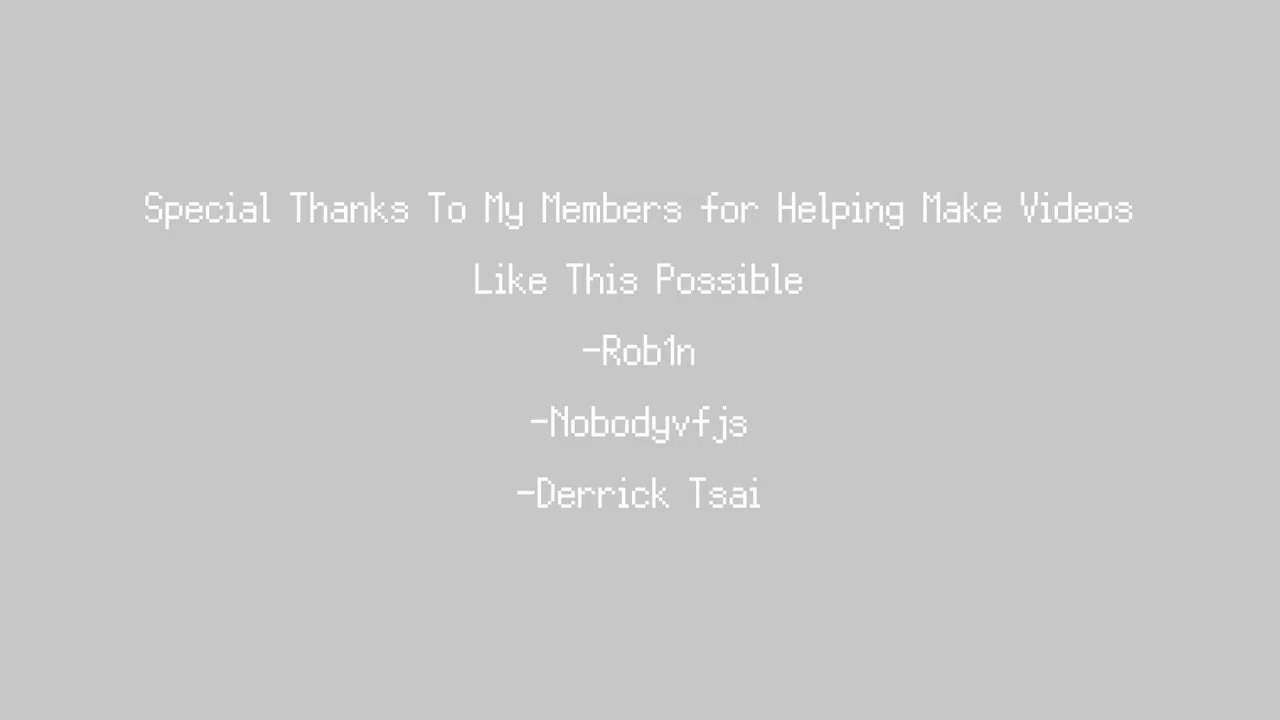 Special Thanks To My Members for Helping Make Videos
Like This Possible
-Rob1n
-Nobodyvfjs
-Derrick Tsai